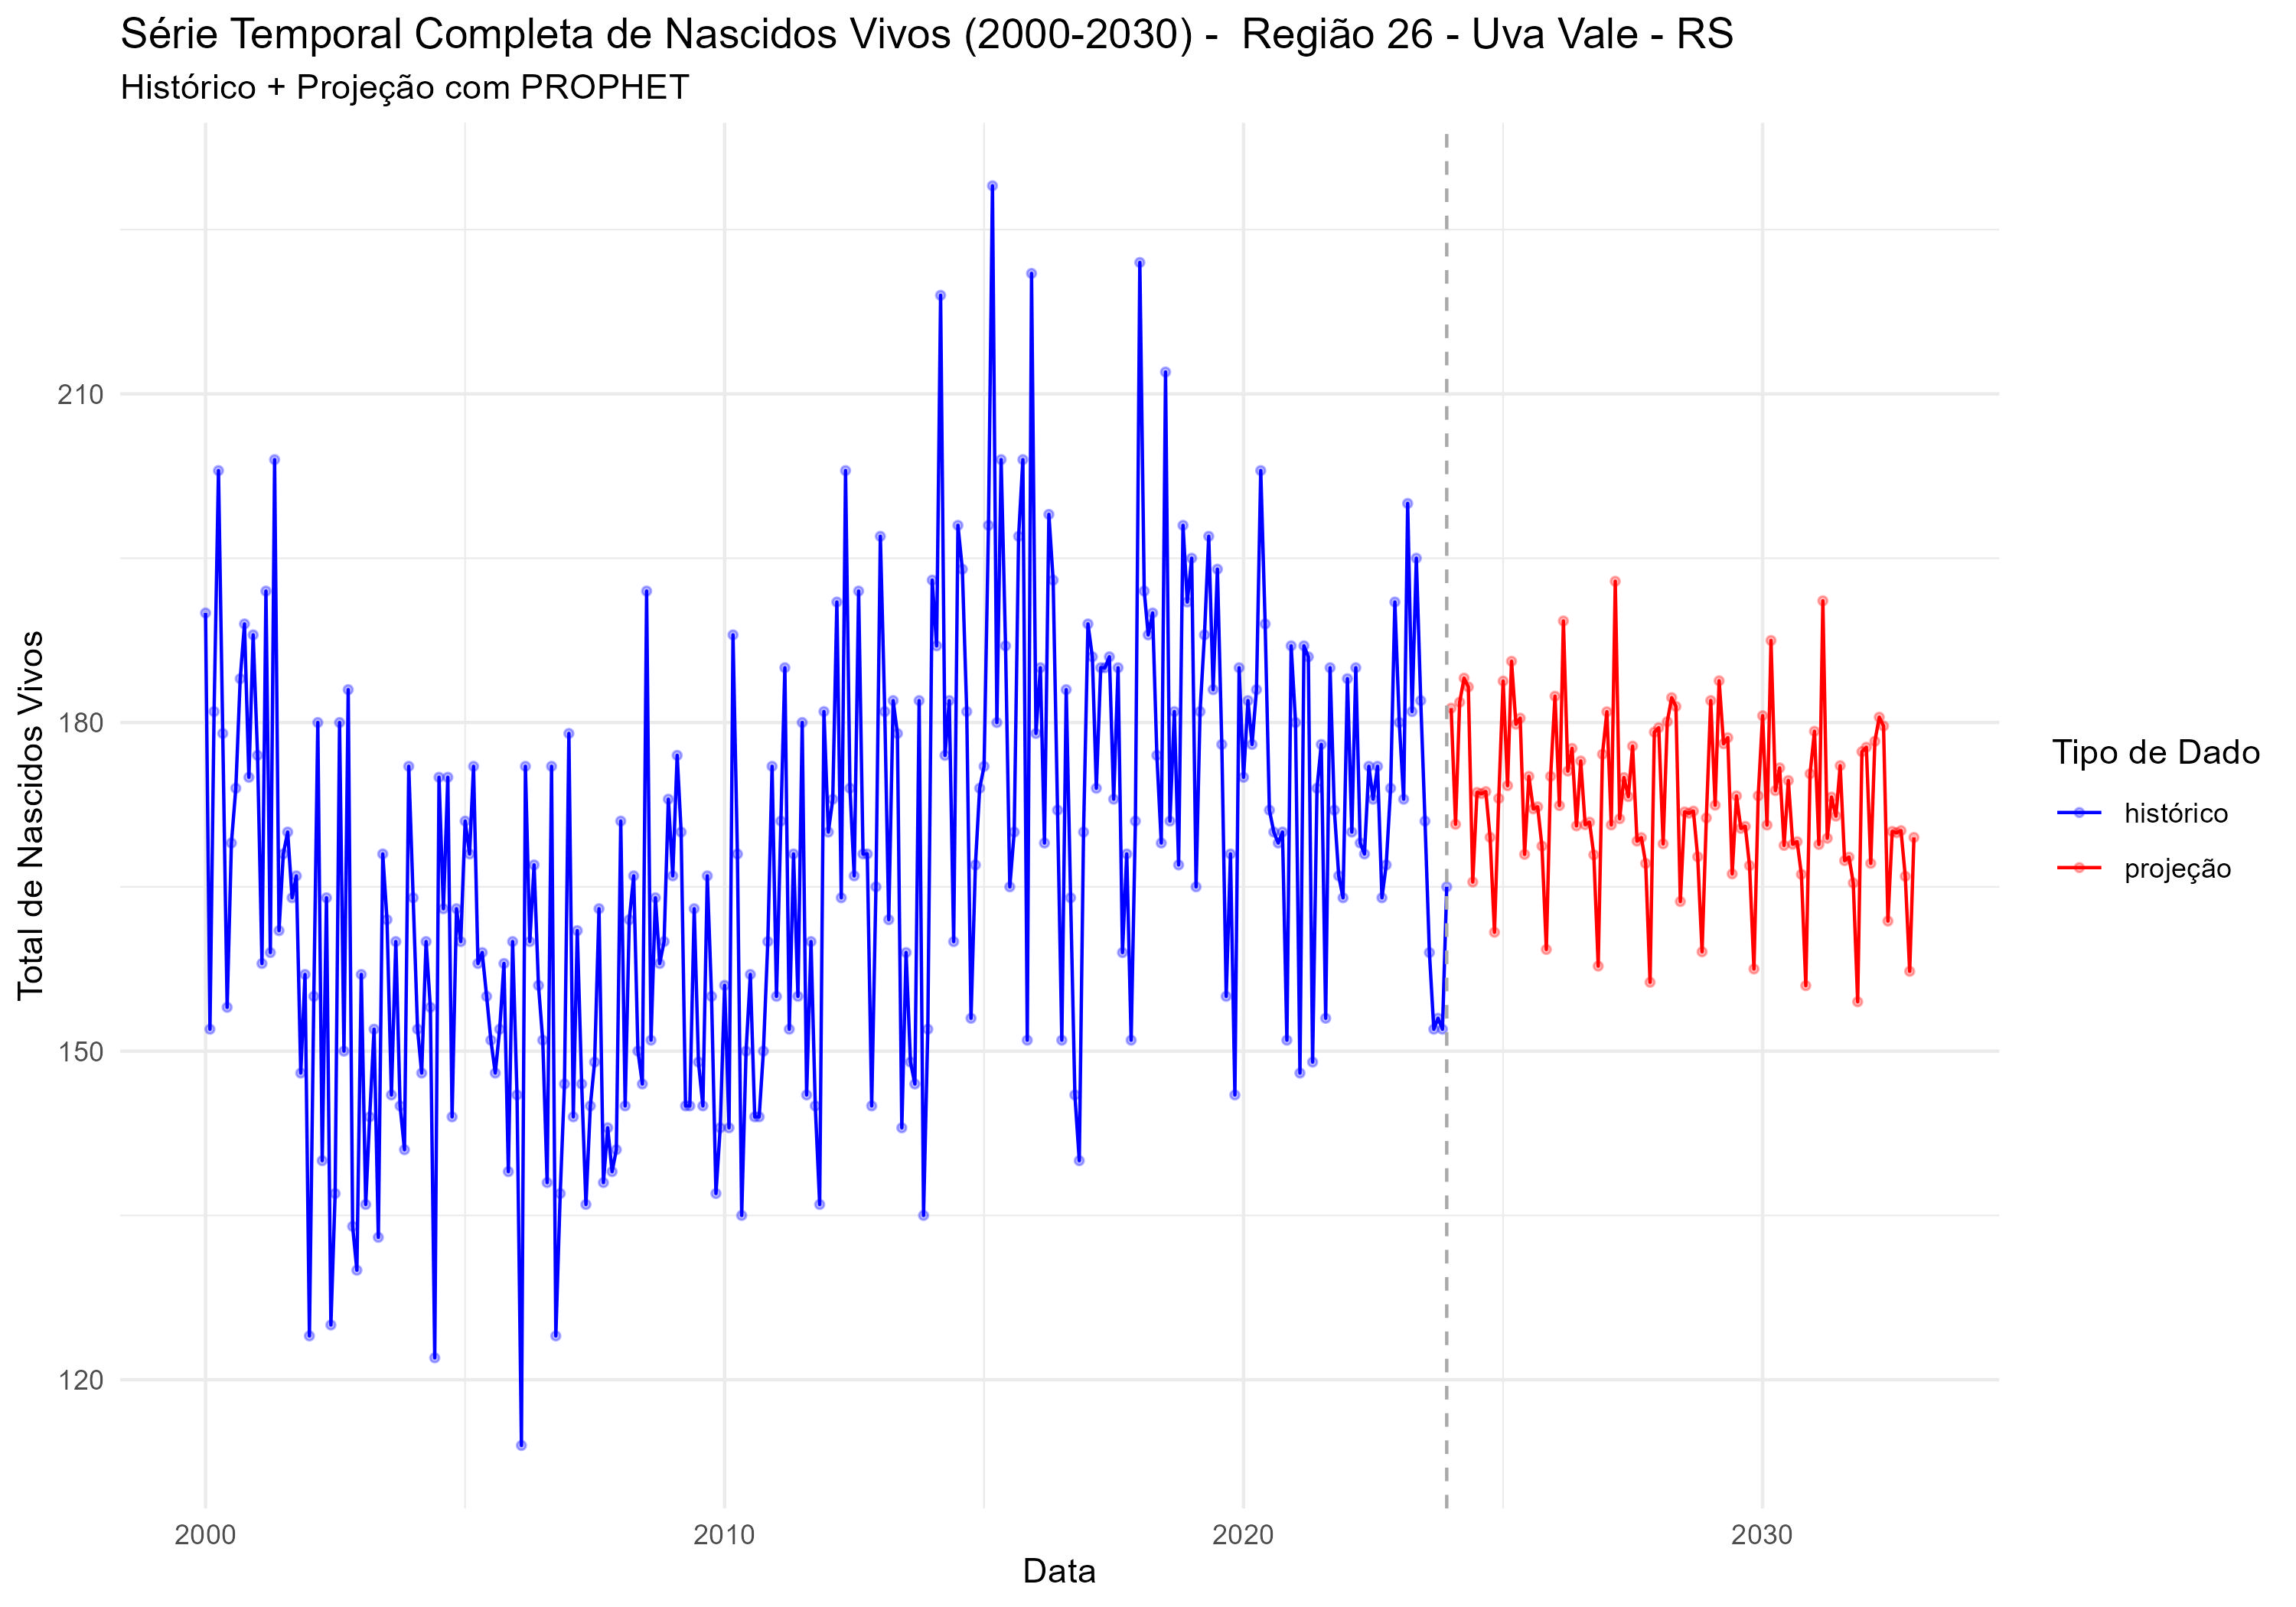 Série Temporal Completa de Nascidos Vivos (2000-2030) -  Região 26 - Uva Vale - RS
Histórico + Projeção com PROPHET
Total de Nascidos Vivos
210
180
150
120
2000
2010
2020
2030
Data
Tipo de Dado
histórico
projeção